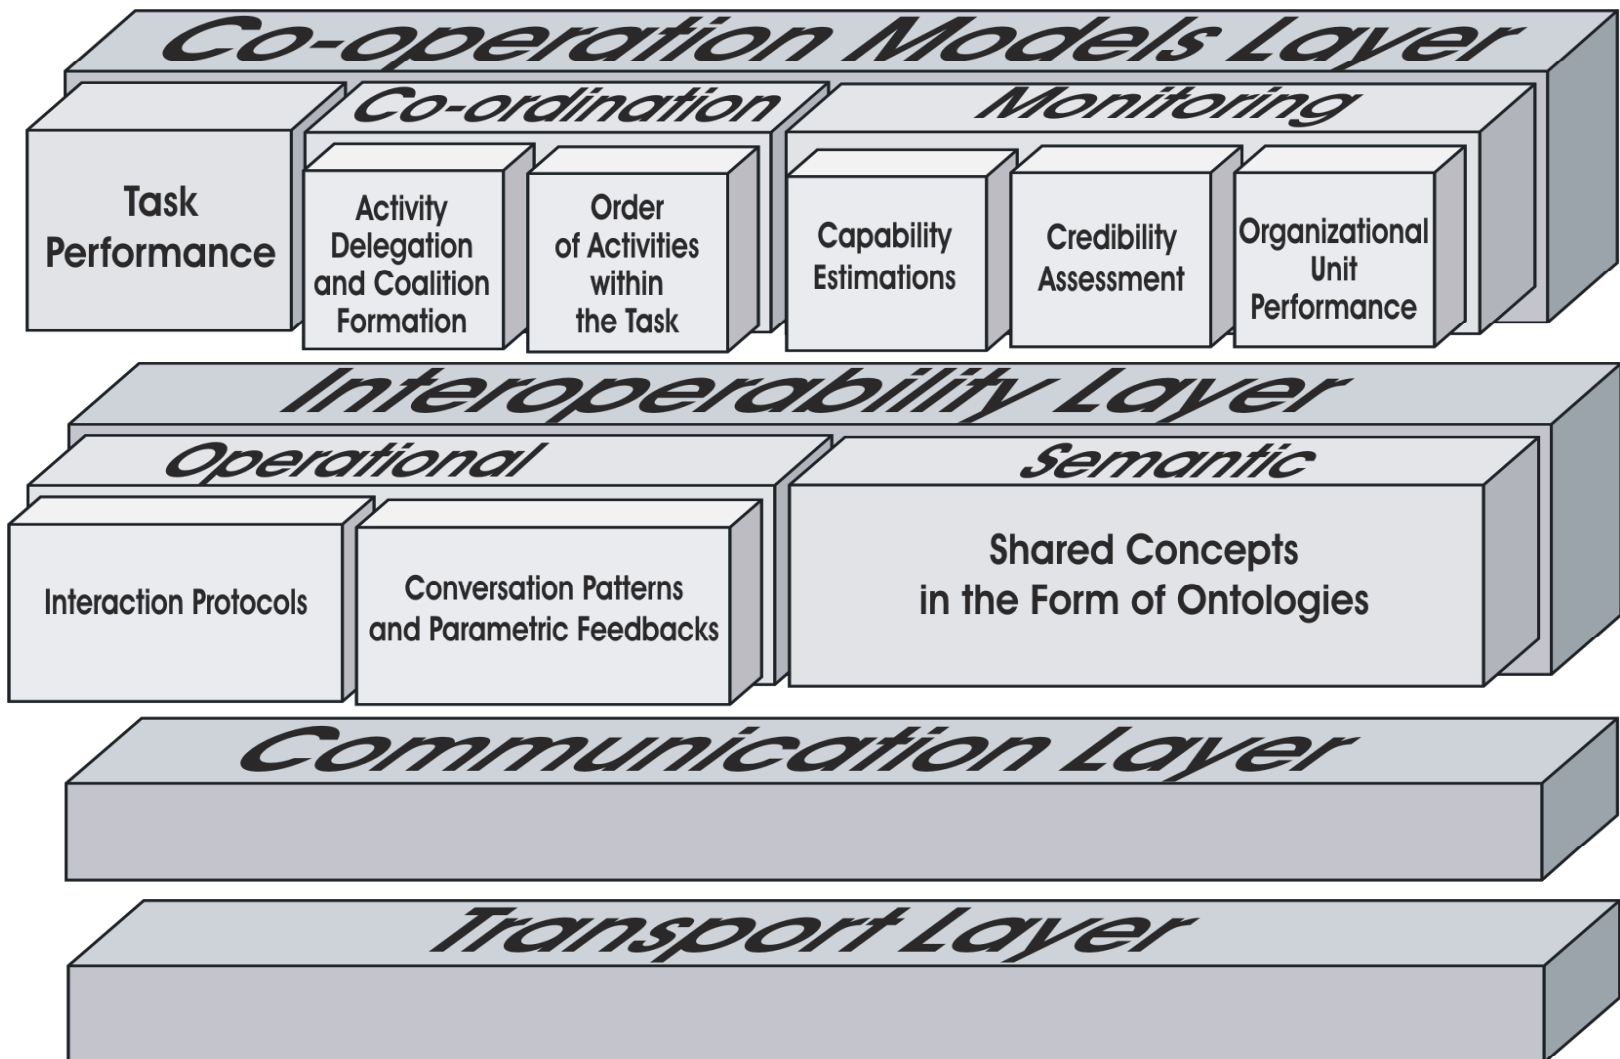 Co-operation Models Layer
Co-ordination
Monitoring
Task
Performance
Activity
Delegation
and Coalition
Formation
Order
of Activities
within
the Task
Capability
Estimations
Credibility
Assessment
Organizational
Unit
Performance
Interoperability Layer
Operational
Semantic
Interaction Protocols
Conversation Patterns
and Parametric Feedbacks
Shared Concepts
in the Form of Ontologies
Communication Layer
Transport Layer